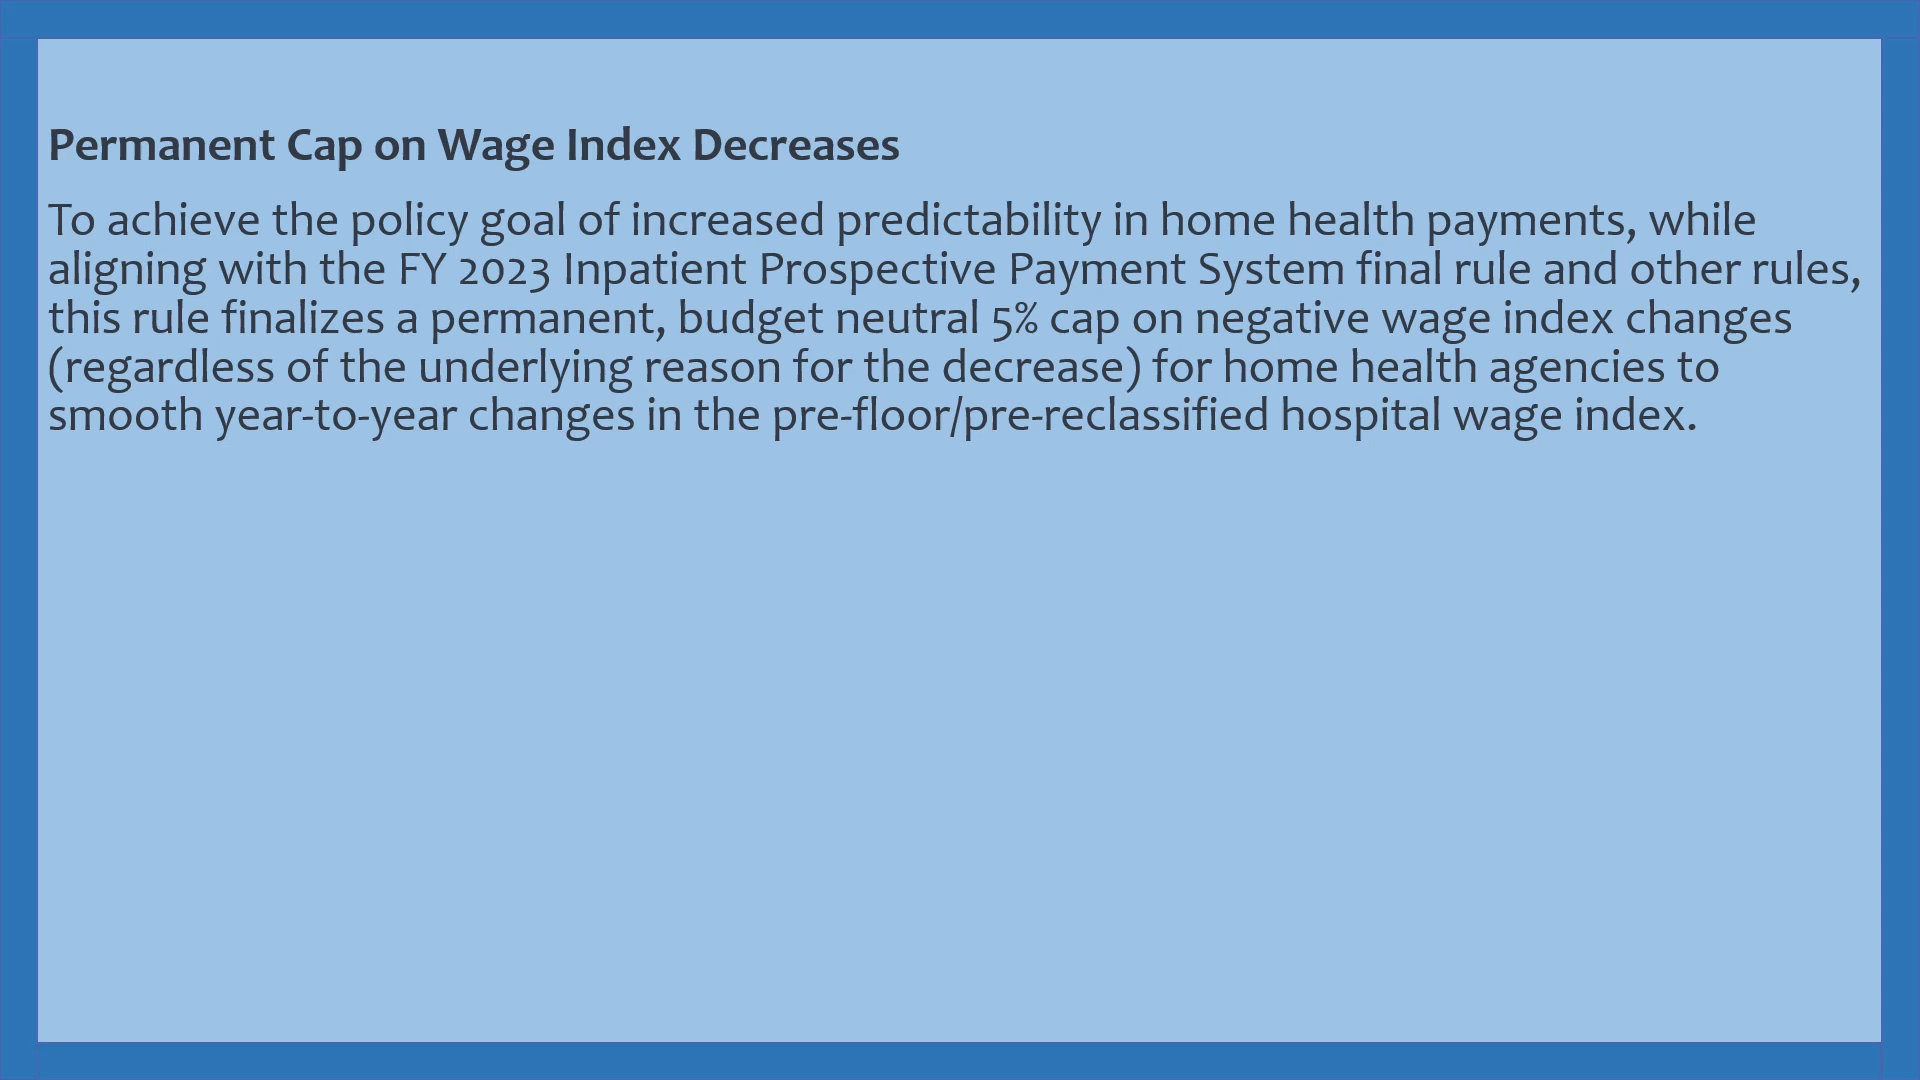 Permanent Cap on Wage Index Decreases
To achieve the policy goal of increased predictability in home health payments, while
aligning with the FY 2023 Inpatient Prospective Payment System final rule and other rules,
this rule finalizes a permanent, budget neutral 5% cap on negative wage index changes
(regardless of the underlying reason for the decrease) for home health agencies to
smooth year-to-year changes in the pre-floor/pre-reclassified hospital wage index.